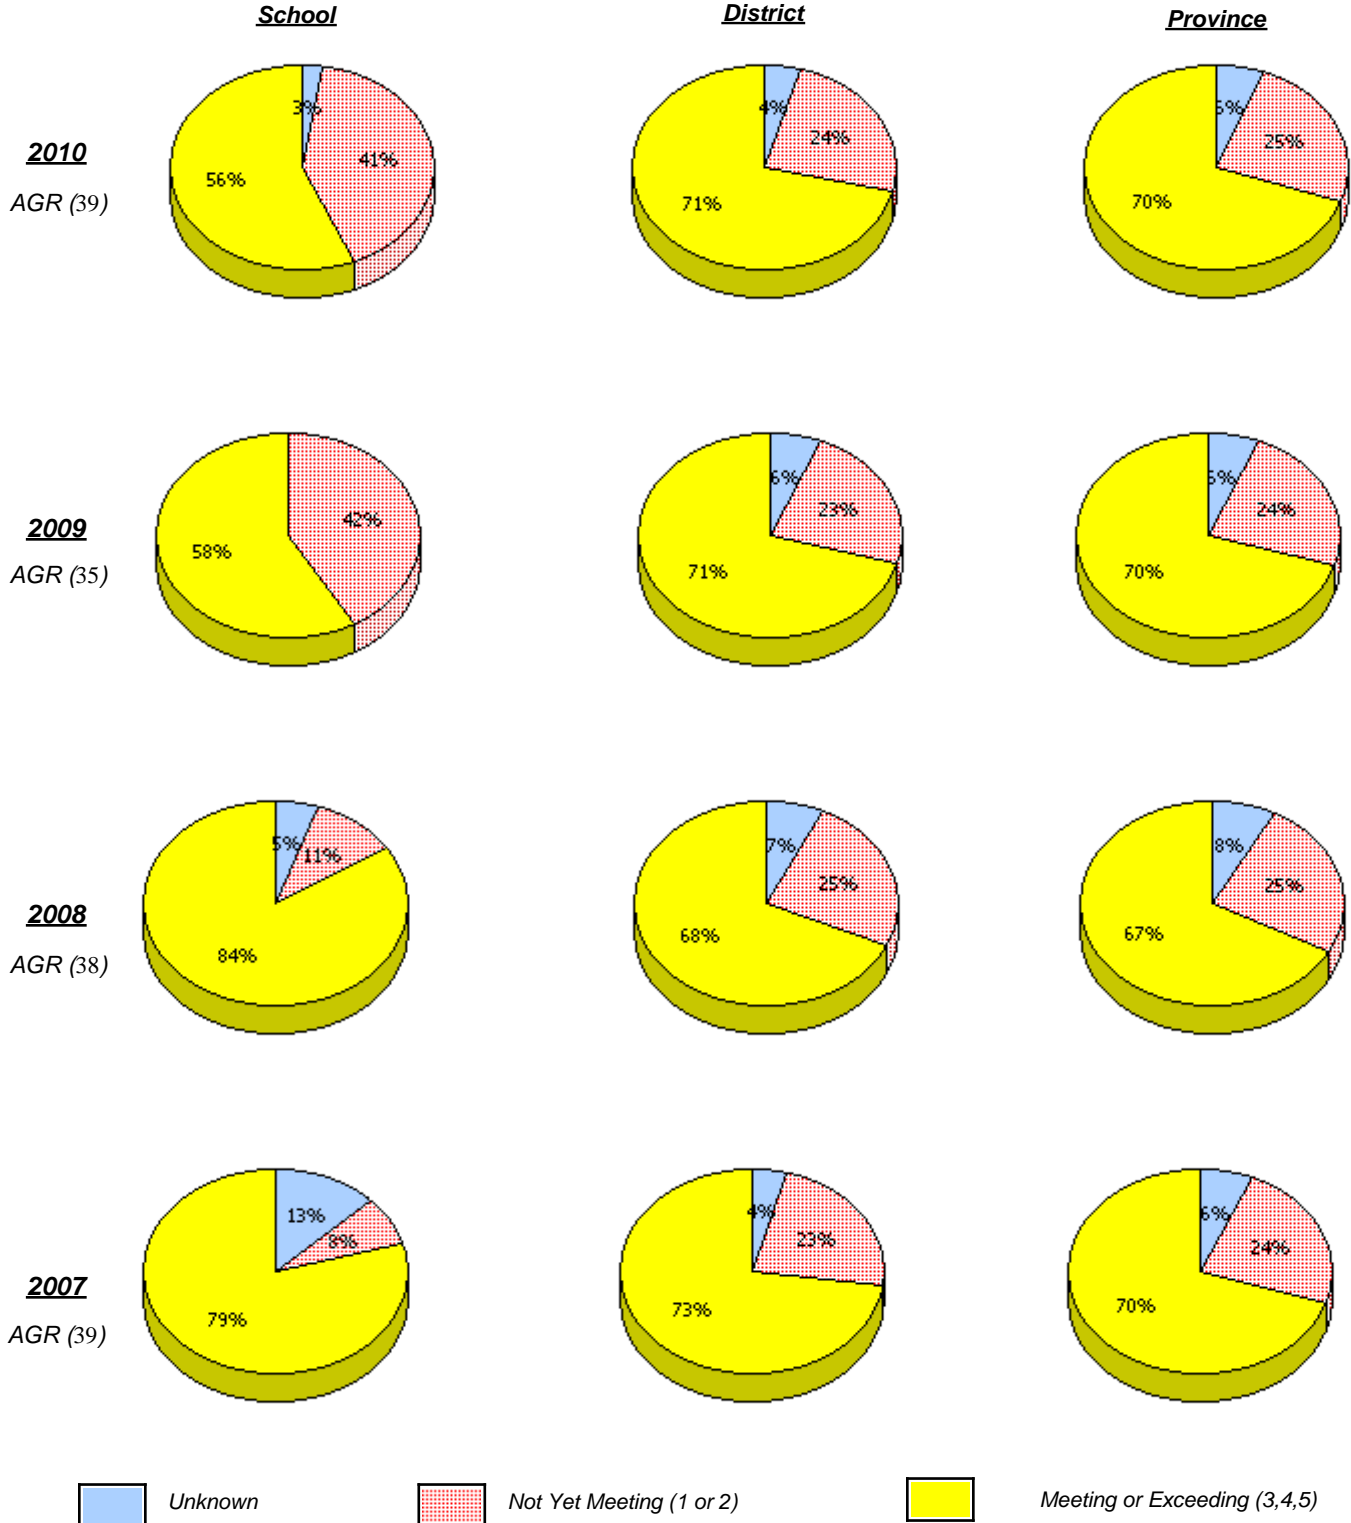 School District Province
3% 4% 5%
2010 41% 24% 25%
56% 71% 70%
AGR (39)
6% 5%
2009 42% 23% 24%
58% 71% 70%
AGR (35)
5% 11% 7% 8%
25% 25%
2008
84% 68% 67%
AGR (38)
13% 4% 6%
8% 23% 24%
2007
79% 73% 70%
AGR (39)
Unknown Not Yet Meeting (1 or 2) Meeting or Exceeding (3,4,5)